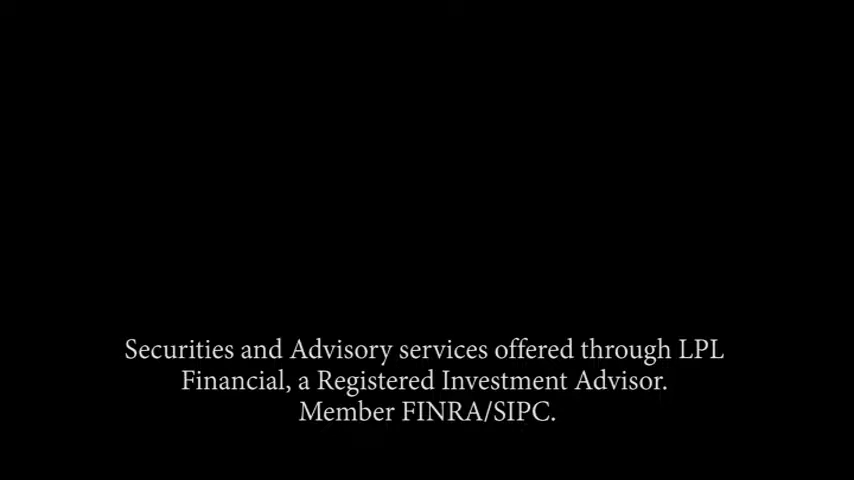 Securities and Advisory services offered through LPL
Financial, a Registered Investment Advisor.
Member FINRA/SIPC.